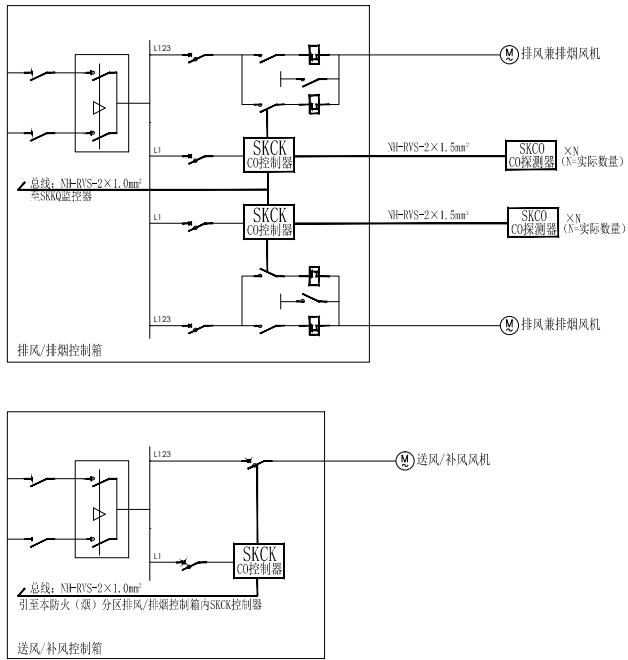 L123
M
~
排风兼排烟风机
SKCK
CO控制器
L1
NH-RVS-2×1.5mm²
SKCO
CO探测器
×N
(N=实际数量)
总线: NH-RVS-2×1.0mm²
至SKKQ监控器
L1
SKCK
CO控制器
NH-RVS-2×1.5mm²
SKCO
CO探测器
×N
(N=实际数量)
L123
M
~
排风兼排烟风机
排风/排烟控制箱
L123
M
~
送风/补风风机
L1
SKCK
CO控制器
总线: NH-RVS-2×1.0mm²
引至本防火（烟）分区排风/排烟控制箱内SKCK控制器
送风/补风控制箱